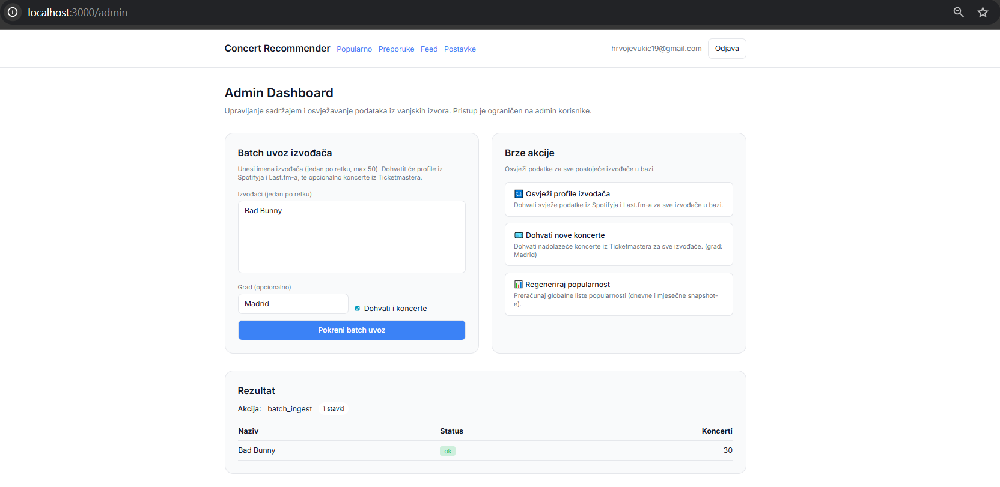 localhost:3000/admin
Concert Recommender Popularno Preporuke Feed Postavke hrvojevukic19@gmail.com Odjava
Admin Dashboard
Upravljanje sadržajem i osvježavanje podataka iz vanjskih izvora. Pristup je ograničen na admin korisnike.
Batch uvoz izvođača
Unesi imena izvođača (jedan po retku, max 50). Dohvatit će profile iz
Spotifyja i Last.fm-a, te opcionalno koncerte iz Ticketmastera.
Izvođači (jedan po retku)
Bad Bunny
Grad (opcionalno)
Madrid
Dohvati i koncerte
Pokreni batch uvoz
Brze akcije
Osvježi podatke za sve postojeće izvođače u bazi.
Osvježi profile izvođača
Dohvati svježe podatke iz Spotifyja i Last.fm-a za sve izvođače u bazi.
Dohvati nove koncerte
Dohvati nadolazeće koncerte iz Ticketmastera za sve izvođače. (grad:
Madrid)
Regeneriraj popularnost
Preračunaj globalne liste popularnosti (dnevne i mjesečne snapshot-
e).
Rezultat
Akcija: batch_ingest 1 stavki
Naziv Status Koncerti
Bad Bunny ok 30